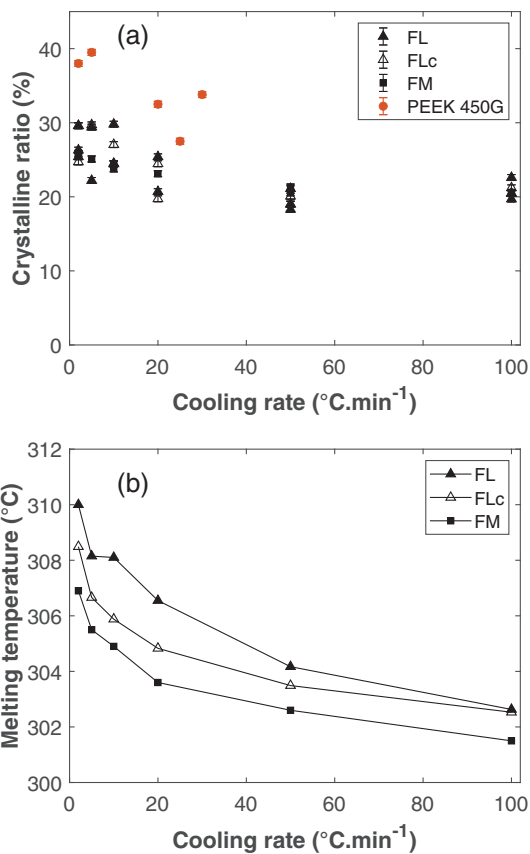 (a)
FL
FLc
FM
PEEK 450G
Crystalline ratio (%)
40
30
20
10
0
0 20 40 60 80 100
Cooling rate (°C.min⁻¹)
(b)
FL
FLc
FM
Melting temperature (°C)
312
310
308
306
304
302
300
0 20 40 60 80 100
Cooling rate (°C.min⁻¹)